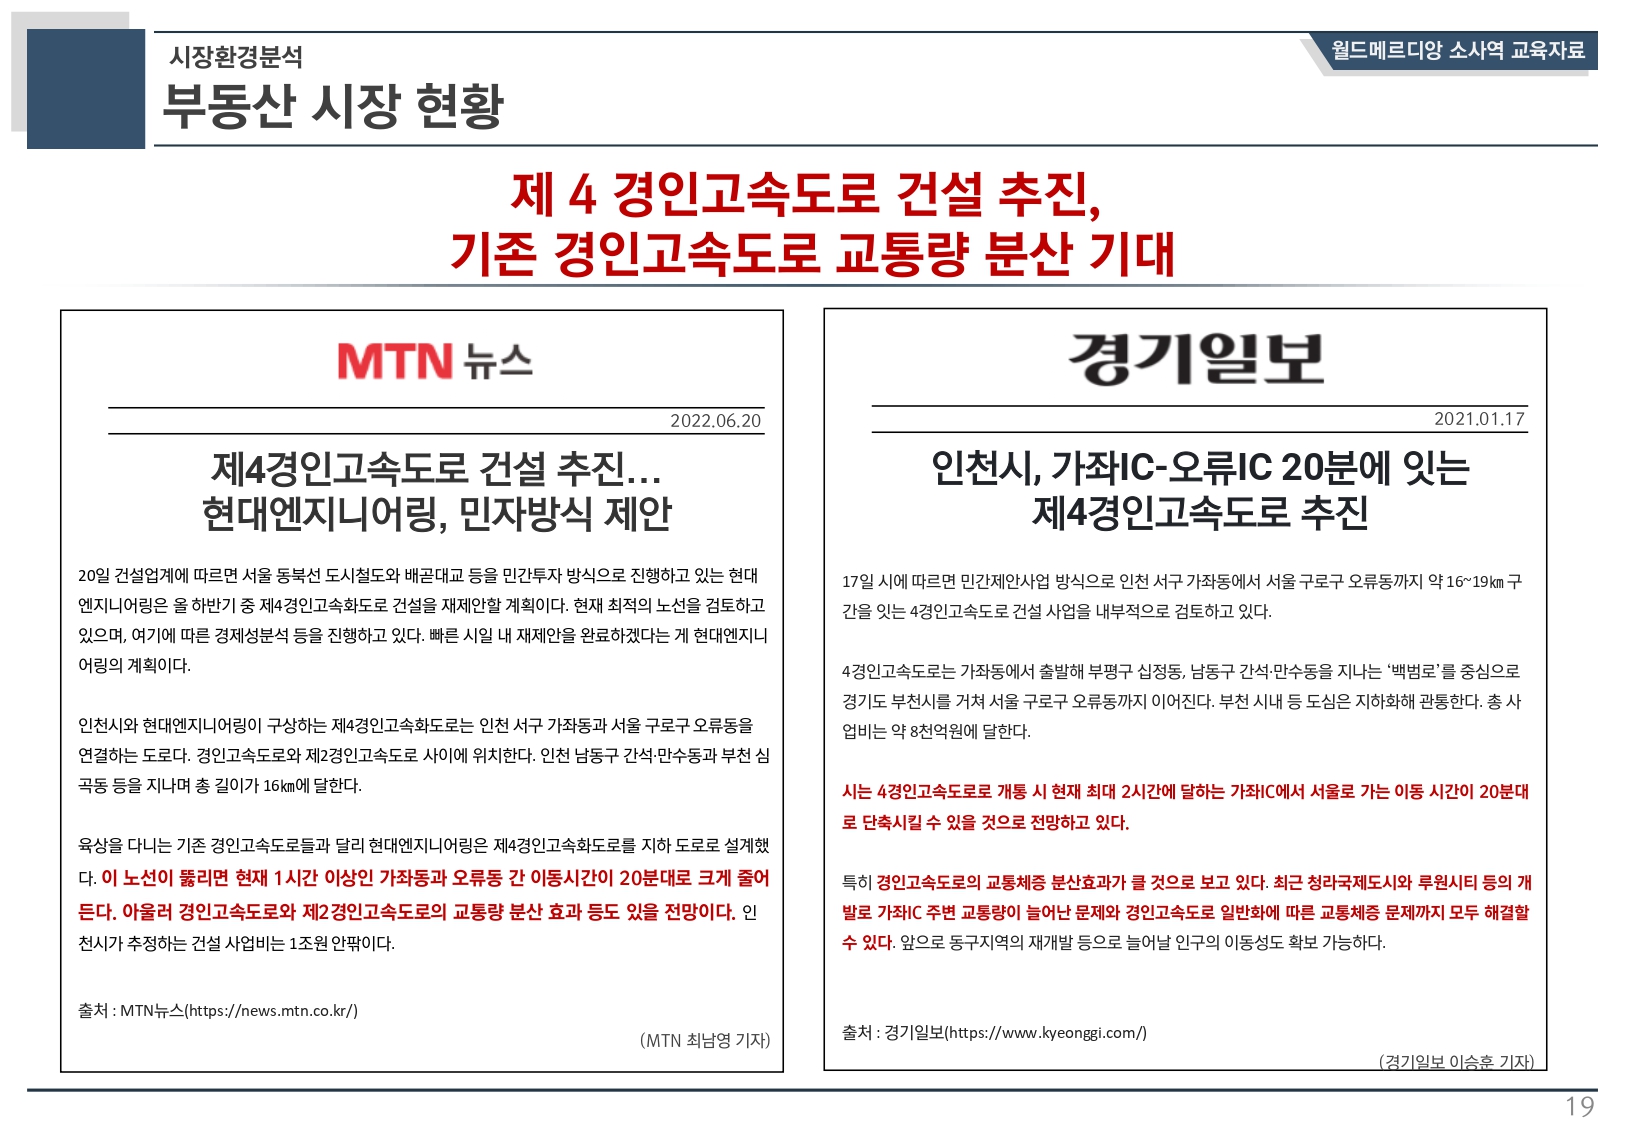 시장환경분석
부동산 시장 현황
월드메르디앙 소사역 교육자료
제 4 경인고속도로 건설 추진,
기존 경인고속도로 교통량 분산 기대
MTN 뉴스
2022.06.20
제4경인고속도로 건설 추진…
현대엔지니어링, 민자방식 제안
20일 건설업계에 따르면 서울 동북선 도시철도와 배곧대교 등을 민간투자 방식으로 진행하고 있는 현대
엔지니어링은 올 하반기 중 제4경인고속화도로 건설을 재제안할 계획이다. 현재 최적의 노선을 검토하고
있으며, 여기에 따른 경제성분석 등을 진행하고 있다. 빠른 시일 내 재제안을 완료하겠다는 게 현대엔지니
어링의 계획이다.
인천시와 현대엔지니어링이 구상하는 제4경인고속화도로는 인천 서구 가좌동과 서울 구로구 오류동을
연결하는 도로다. 경인고속도로와 제2경인고속도로 사이에 위치한다. 인천 남동구 간석·만수동과 부천 심
곡동 등을 지나며 총 길이가 16㎞에 달한다.
육상을 다니는 기존 경인고속도로들과 달리 현대엔지니어링은 제4경인고속화도로를 지하 도로로 설계했
다. 이 노선이 뚫리면 현재 1시간 이상인 가좌동과 오류동 간 이동시간이 20분대로 크게 줄어
든다. 아울러 경인고속도로와 제2경인고속도로의 교통량 분산 효과 등도 있을 전망이다. 인
천시가 추정하는 건설 사업비는 1조원 안팎이다.
출처 : MTN뉴스(https://news.mtn.co.kr/)
(MTN 최남영 기자)
경기일보
2021.01.17
인천시, 가좌IC-오류IC 20분에 잇는
제4경인고속도로 추진
17일 시에 따르면 민간제안사업 방식으로 인천 서구 가좌동에서 서울 구로구 오류동까지 약 16~19㎞ 구
간을 잇는 4경인고속도로 건설 사업을 내부적으로 검토하고 있다.
4경인고속도로는 가좌동에서 출발해 부평구 십정동, 남동구 간석·만수동을 지나는 ‘백범로’를 중심으로
경기도 부천시를 거쳐 서울 구로구 오류동까지 이어진다. 부천 시내 등 도심은 지하화해 관통한다. 총 사
업비는 약 8천억원에 달한다.
시는 4경인고속도로로 개통 시 현재 최대 2시간에 달하는 가좌IC에서 서울로 가는 이동 시간이 20분대
로 단축시킬 수 있을 것으로 전망하고 있다.
특히 경인고속도로의 교통체증 분산효과가 클 것으로 보고 있다. 최근 청라국제도시와 루원시티 등의 개
발로 가좌IC 주변 교통량이 늘어난 문제와 경인고속도로 일반화에 따른 교통체증 문제까지 모두 해결할
수 있다. 앞으로 동구지역의 재개발 등으로 늘어날 인구의 이동성도 확보 가능하다.
출처 : 경기일보(https://www.kyeonggi.com/)
(경기일보 이승훈 기자)
19